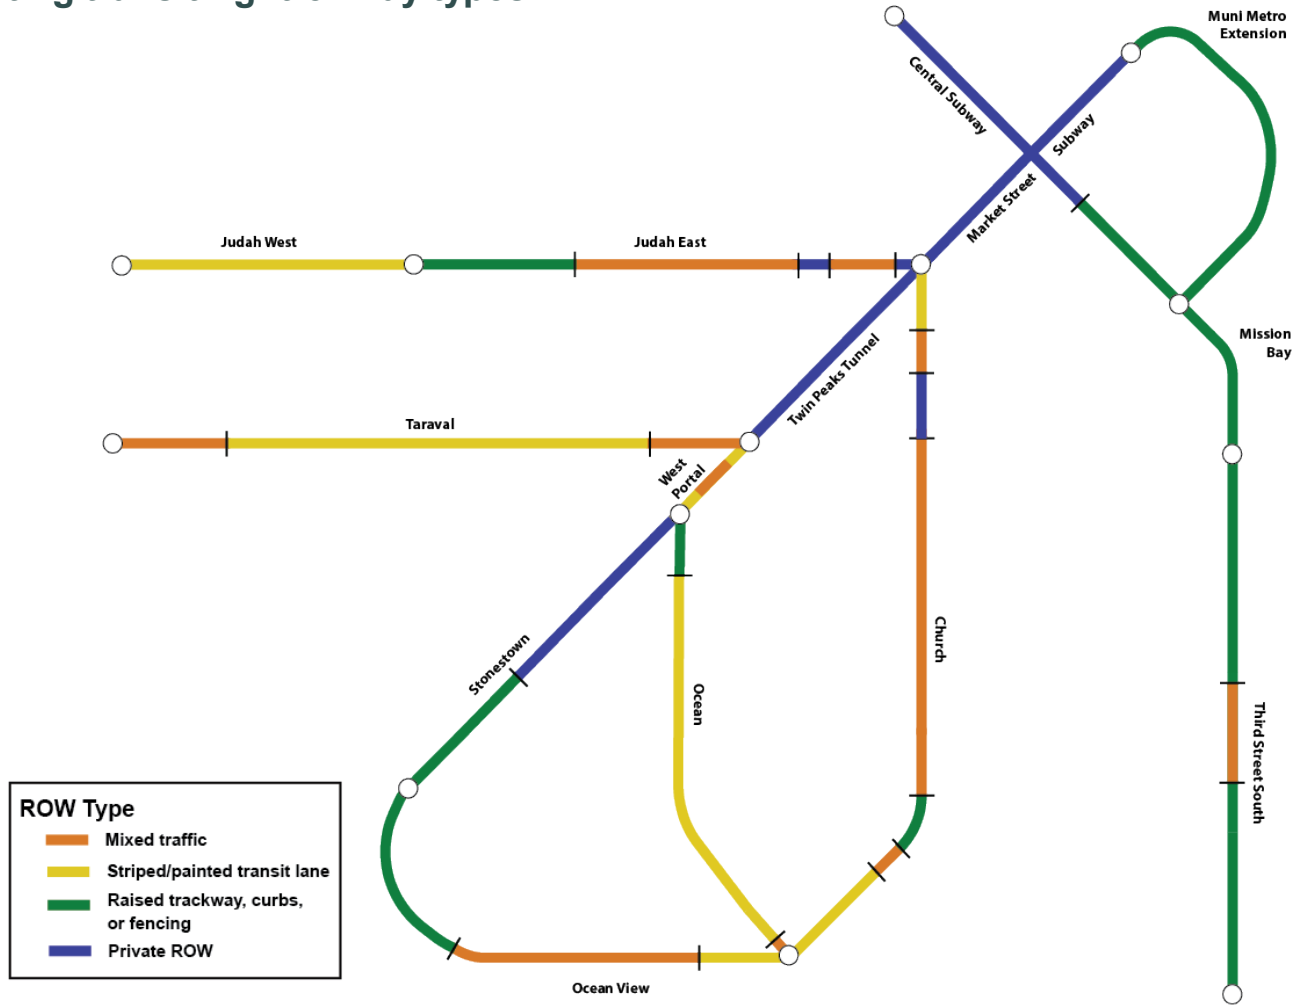 Muni Metro
Extension
Central Subway
Subway
Market Street
Judah West
Judah East
Mission
Bay
Twin Peaks Tunnel
Taraval
West
Portal
Church
Stonestown
Ocean
Third Street South
ROW Type
Mixed traffic
Striped/painted transit lane
Raised trackway, curbs,
or fencing
Private ROW
Ocean View